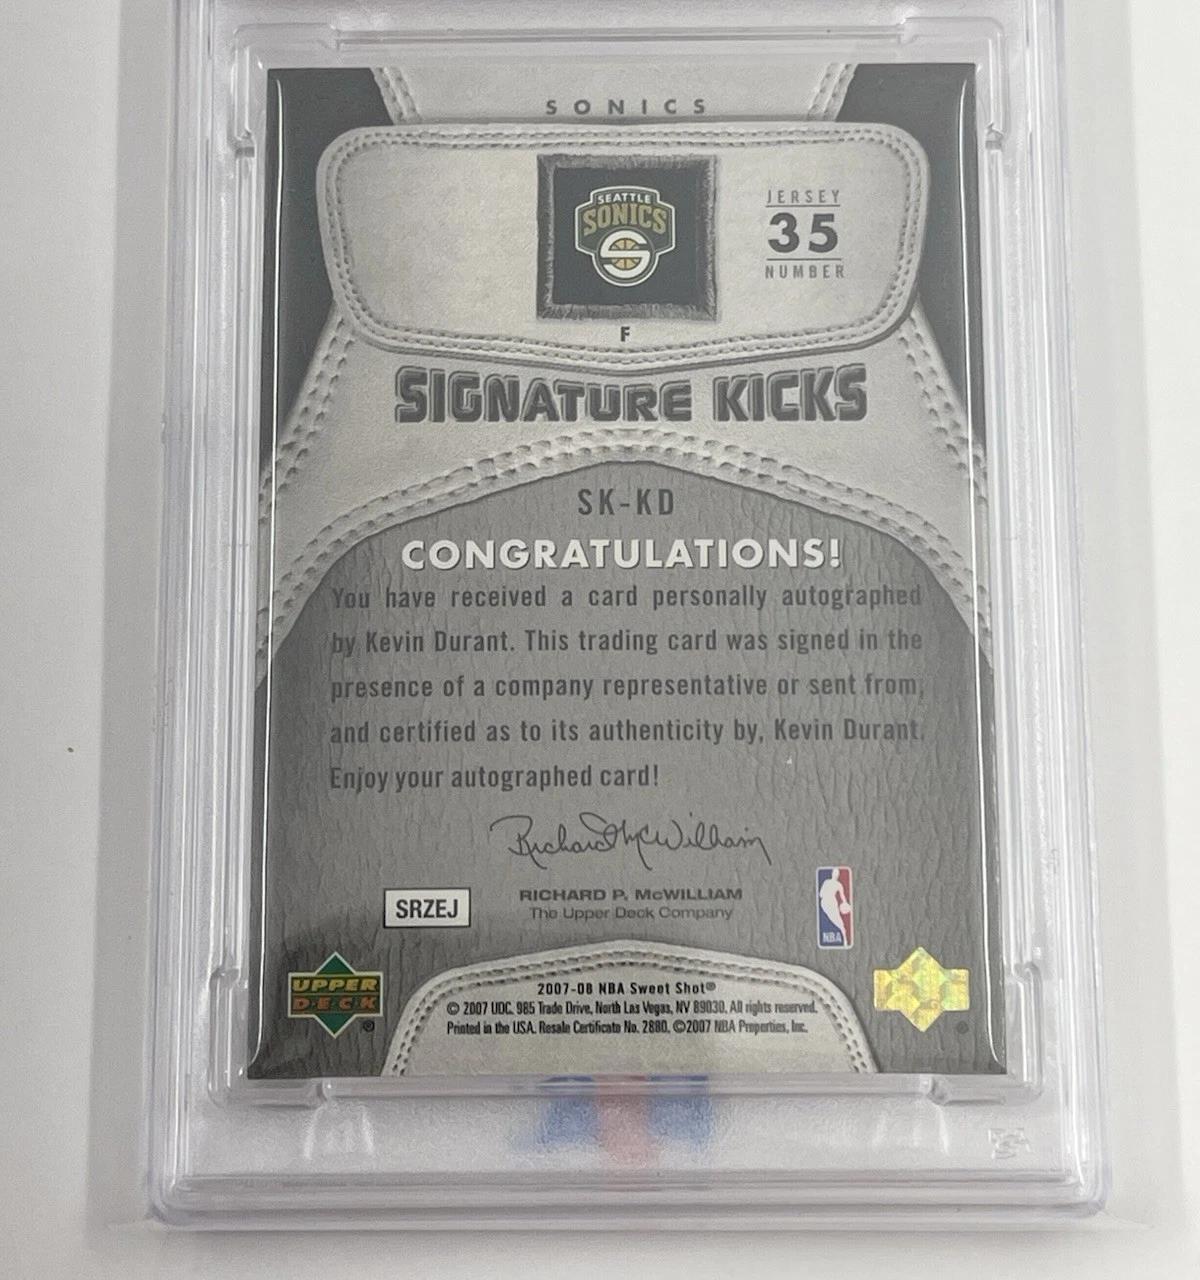 SONICS
SEATTLE
SONICS
S
JERSEY
35
NUMBER
F
SIGNATURE KICKS
SK-KD
CONGRATULATIONS!
You have received a card personally autographed
by Kevin Durant. This trading card was signed in the
presence of a company representative or sent from,
and certified as to its authenticity by, Kevin Durant.
Enjoy your autographed card!
Richard McWilliam
RICHARD P. McWILLIAM
The Upper Deck Company
SRZEJ
NBA
UPPER
DECK
®
2007-08 NBA Sweet Shot®
© 2007 UDC, 985 Trade Drive, North Las Vegas, NV 89030. All rights reserved.
Printed in the USA. Resale Certificate No. 2880. ©2007 NBA Properties, Inc.